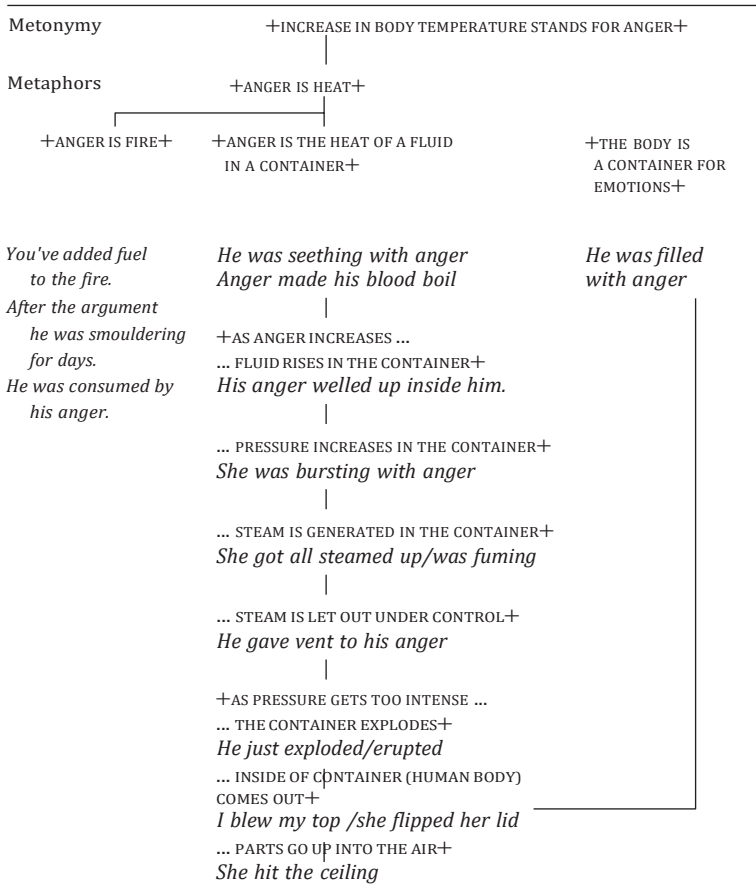 Metonymy +INCREASE IN BODY TEMPERATURE STANDS FOR ANGER+
Metaphors +ANGER IS HEAT+
+ANGER IS FIRE+
+ANGER IS THE HEAT OF A FLUID
IN A CONTAINER+
+THE BODY IS
A CONTAINER FOR
EMOTIONS+
You've added fuel
to the fire.
After the argument
he was smouldering
for days.
He was consumed by
his anger.
He was seething with anger
Anger made his blood boil
+AS ANGER INCREASES ...
... FLUID RISES IN THE CONTAINER+
His anger welled up inside him.
... PRESSURE INCREASES IN THE CONTAINER+
She was bursting with anger
... STEAM IS GENERATED IN THE CONTAINER+
She got all steamed up/was fuming
... STEAM IS LET OUT UNDER CONTROL+
He gave vent to his anger
+AS PRESSURE GETS TOO INTENSE ...
... THE CONTAINER EXPLODES+
He just exploded/erupted
... INSIDE OF CONTAINER (HUMAN BODY)
COMES OUT+
I blew my top /she flipped her lid
... PARTS GO UP INTO THE AIR+
She hit the ceiling
He was filled
with anger